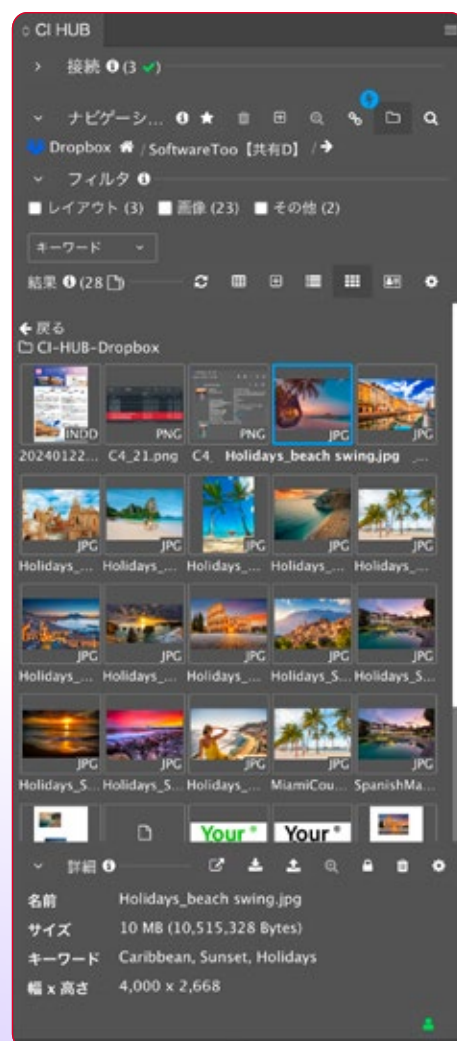 CI HUB
接続 (3)
ナビゲーシ...
Dropbox / SoftwareToo【共有D】 /
フィルタ
レイアウト (3) 画像 (23) その他 (2)
キーワード
結果 (28)
戻る
CI-HUB-Dropbox
INDD PNG PNG JPG JPG
20240122... C4_21.png C4_ Holidays_beach swing.jpg ...
JPG JPG JPG JPG JPG
Holidays_... Holidays_... Holidays_... Holidays_... Holidays_...
JPG JPG JPG JPG JPG
Holidays_... Holidays_... Holidays_... Holidays_S... Holidays_S...
JPG JPG JPG JPG JPG
Holidays_S... Holidays_S... Holidays_... MiamiCou... SpanishMa...
Your ® Your ®
詳細
名前 Holidays_beach swing.jpg
サイズ 10 MB (10,515,328 Bytes)
キーワード Caribbean, Sunset, Holidays
幅 x 高さ 4,000 x 2,668